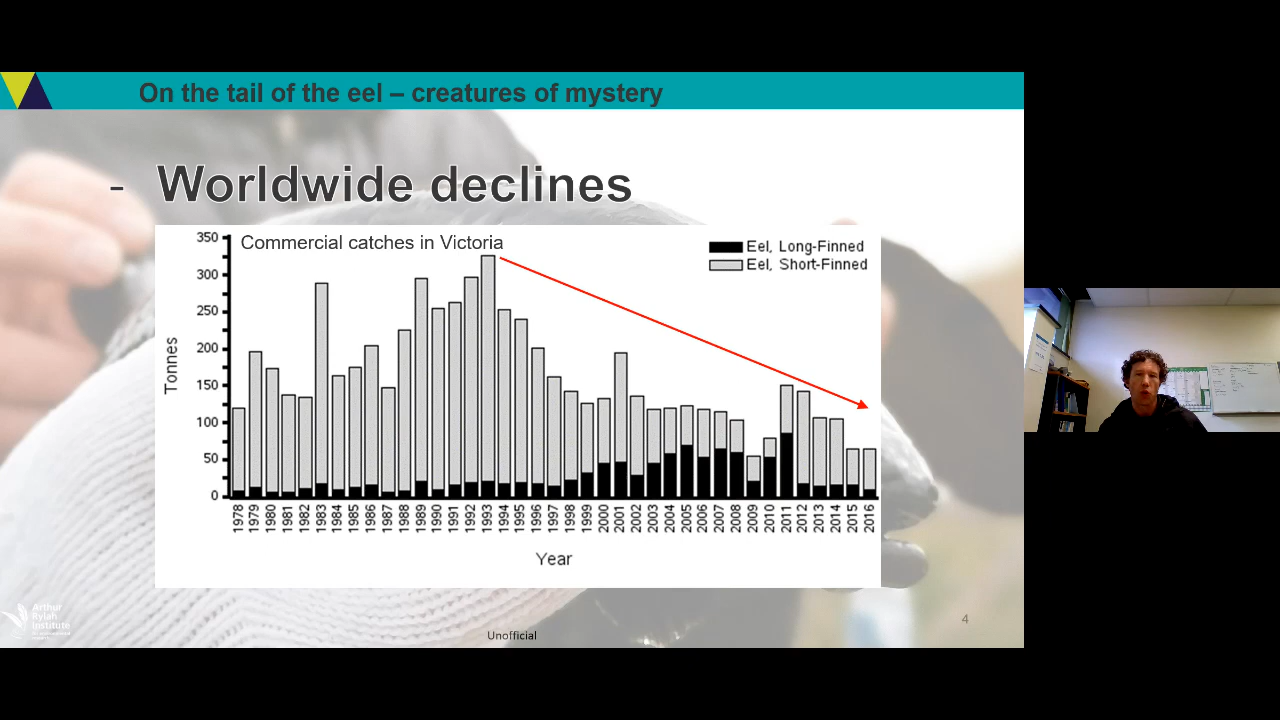 On the tail of the eel – creatures of mystery
- Worldwide declines
Commercial catches in Victoria
Eel, Long-Finned
Eel, Short-Finned
350
300
250
200
150
100
50
0
Tonnes
1978 1979 1980 1981 1982 1983 1984 1985 1986 1987 1988 1989 1990 1991 1992 1993 1994 1995 1996 1997 1998 1999 2000 2001 2002 2003 2004 2005 2006 2007 2008 2009 2010 2011 2012 2013 2014 2015 2016
Year
Arthur
Rylah
Institute
4
Unofficial